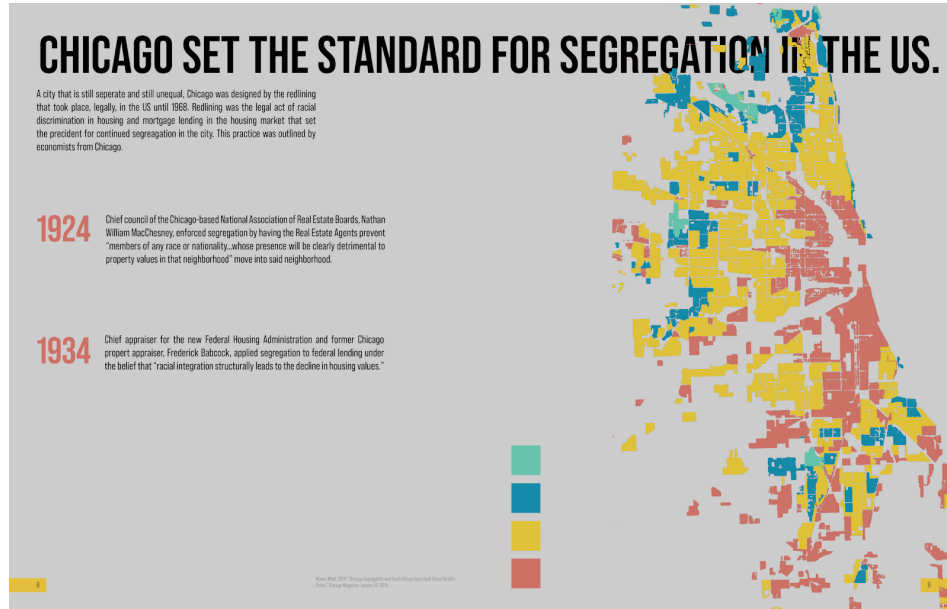 CHICAGO SET THE STANDARD FOR SEGREGATION IN THE US.
A city that is still seperate and still unequal, Chicago was designed by the redlining
that took place, legally, in the US until 1968. Redlining was the legal act of racial
discrimination in housing and mortgage lending in the housing market that set
the president for continued segreagation in the city. This practice was outlined by
economists from Chicago.
1924
Chief council of the Chicago-based National Association of Real Estate Boards, Nathan
William MacChesney, enforced segregation by having the Real Estate Agents prevent
“members of any race or nationality...whose presence will be clearly detrimental to
property values in that neighborhood” move into said neighborhood.
1934
Chief appraiser for the new Federal Housing Administration and former Chicago
propert appraiser, Frederick Babcock, applied segregation to federal lending under
the belief that “racial integration structurally leads to the decline in housing values.”